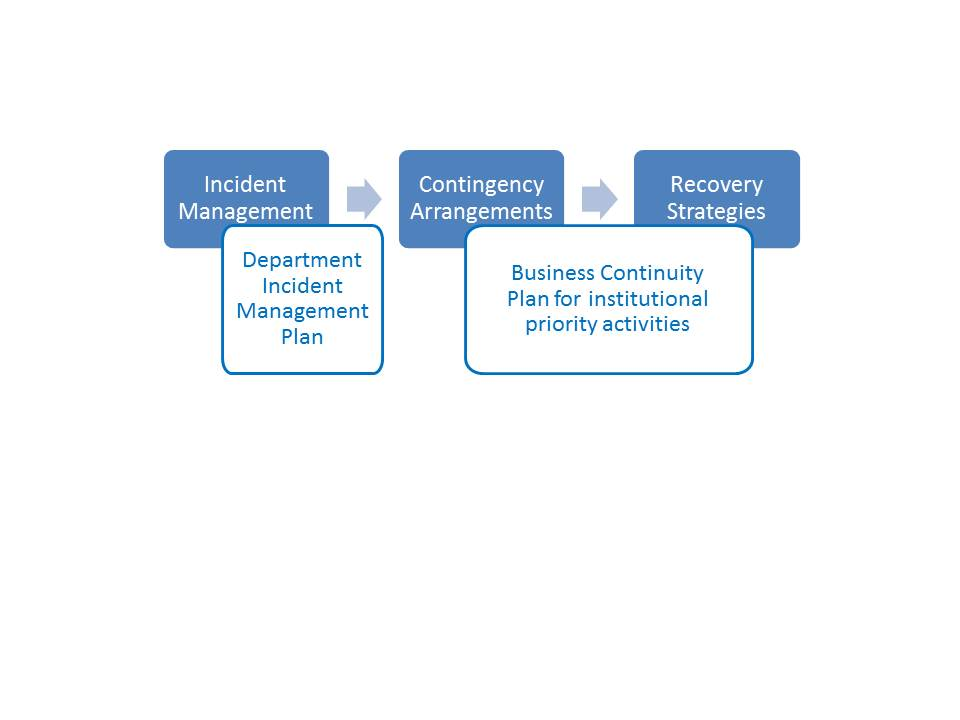 Incident
Management
Contingency
Arrangements
Recovery
Strategies
Department
Incident
Management
Plan
Business Continuity
Plan for institutional
priority activities